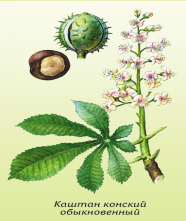 Каштан конский
обыкновенный